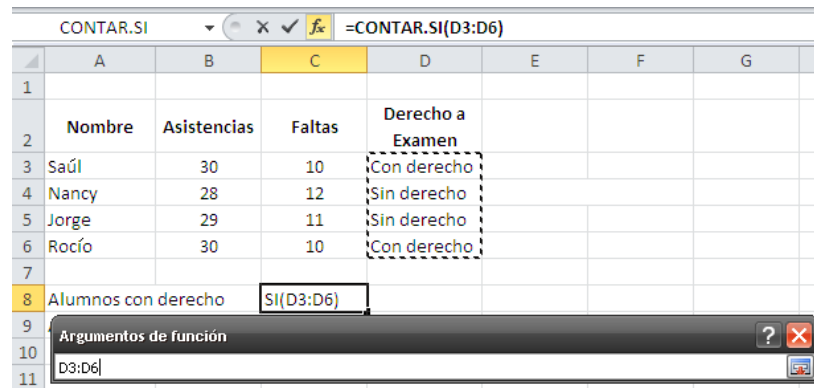 CONTAR.SI fx =CONTAR.SI(D3:D6)
A B C D E F G
1
2 Nombre Asistencias Faltas Derecho a Examen
3 Saúl 30 10 Con derecho
4 Nancy 28 12 Sin derecho
5 Jorge 29 11 Sin derecho
6 Rocío 30 10 Con derecho
7
8 Alumnos con derecho SI(D3:D6)
9
Argumentos de función ?
10
D3:D6
11